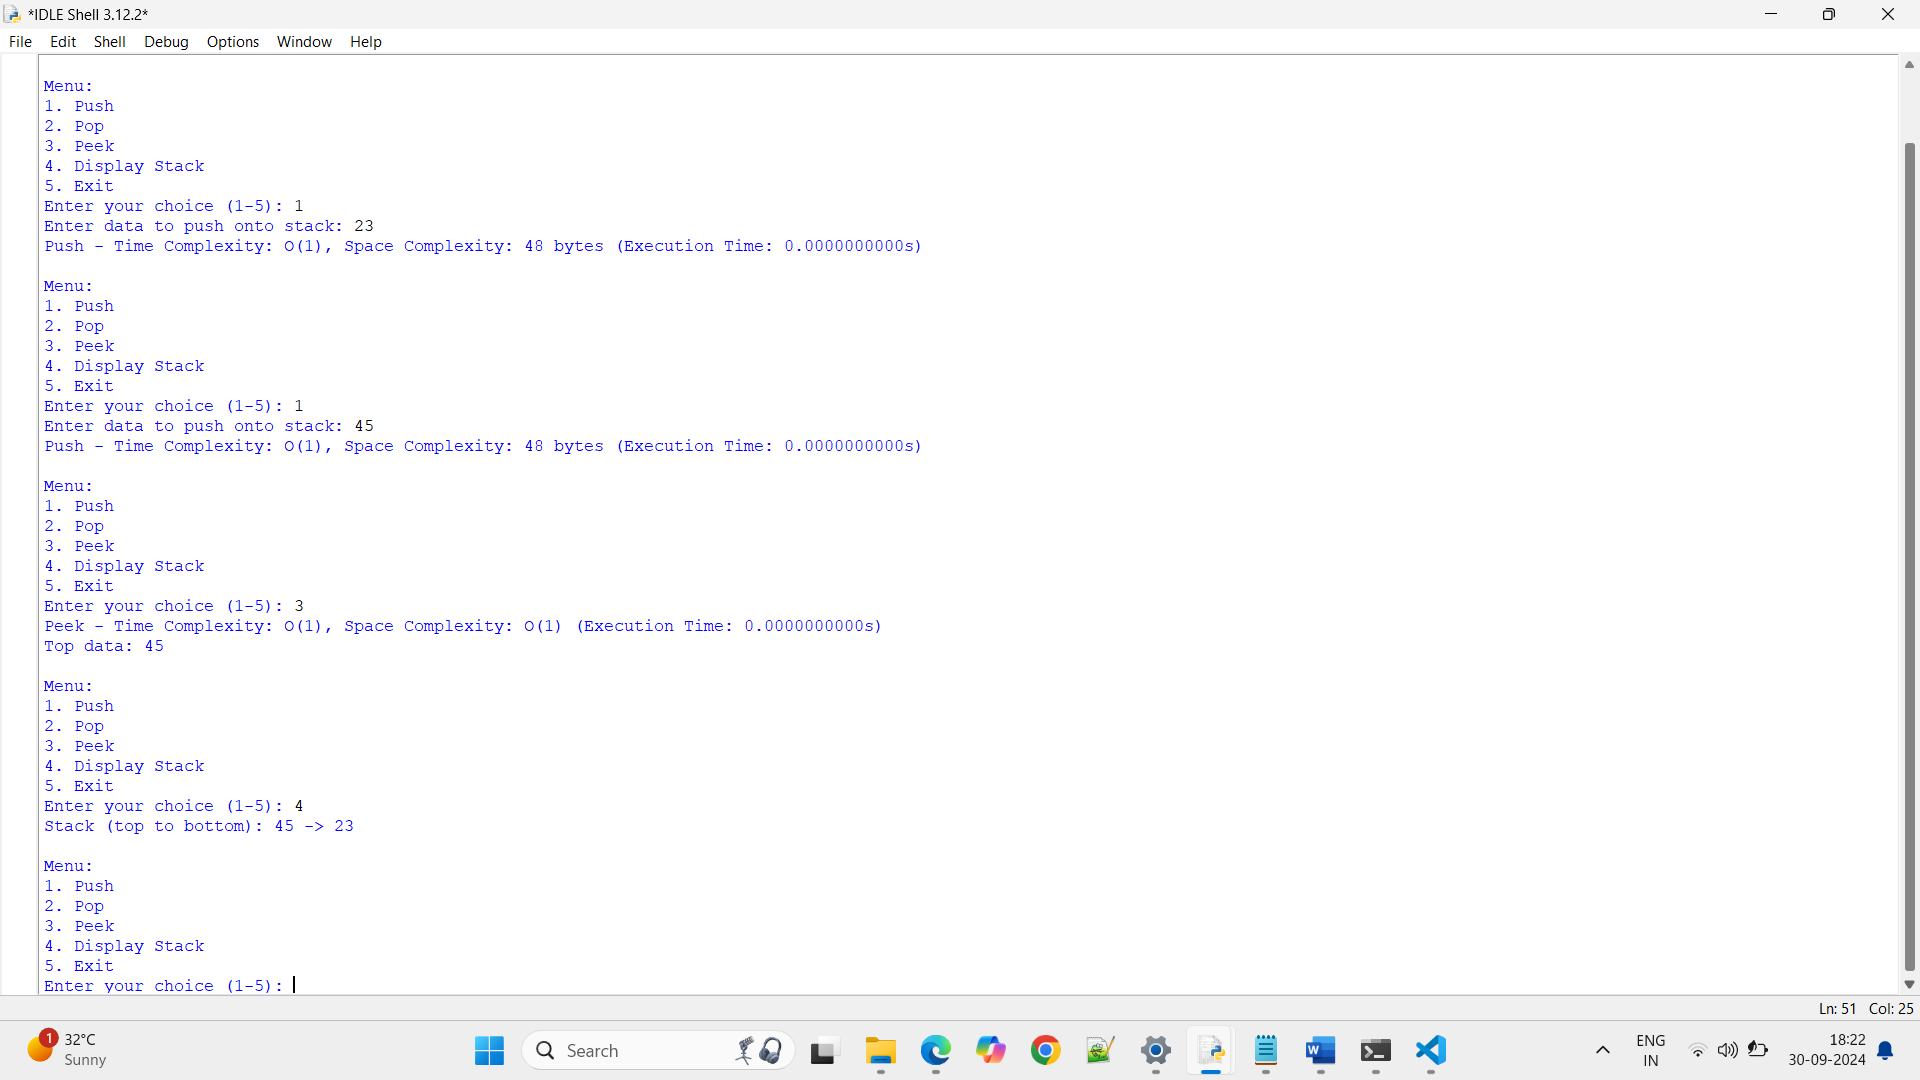 *IDLE Shell 3.12.2*
File Edit Shell Debug Options Window Help
Menu:
1. Push
2. Pop
3. Peek
4. Display Stack
5. Exit
Enter your choice (1-5): 1
Enter data to push onto stack: 23
Push - Time Complexity: O(1), Space Complexity: 48 bytes (Execution Time: 0.0000000000s)
Menu:
1. Push
2. Pop
3. Peek
4. Display Stack
5. Exit
Enter your choice (1-5): 1
Enter data to push onto stack: 45
Push - Time Complexity: O(1), Space Complexity: 48 bytes (Execution Time: 0.0000000000s)
Menu:
1. Push
2. Pop
3. Peek
4. Display Stack
5. Exit
Enter your choice (1-5): 3
Peek - Time Complexity: O(1), Space Complexity: O(1) (Execution Time: 0.0000000000s)
Top data: 45
Menu:
1. Push
2. Pop
3. Peek
4. Display Stack
5. Exit
Enter your choice (1-5): 4
Stack (top to bottom): 45 -> 23
Menu:
1. Push
2. Pop
3. Peek
4. Display Stack
5. Exit
Enter your choice (1-5):
Ln: 51 Col: 25
1
32°C
Sunny
Search
W
ENG
IN
18:22
30-09-2024